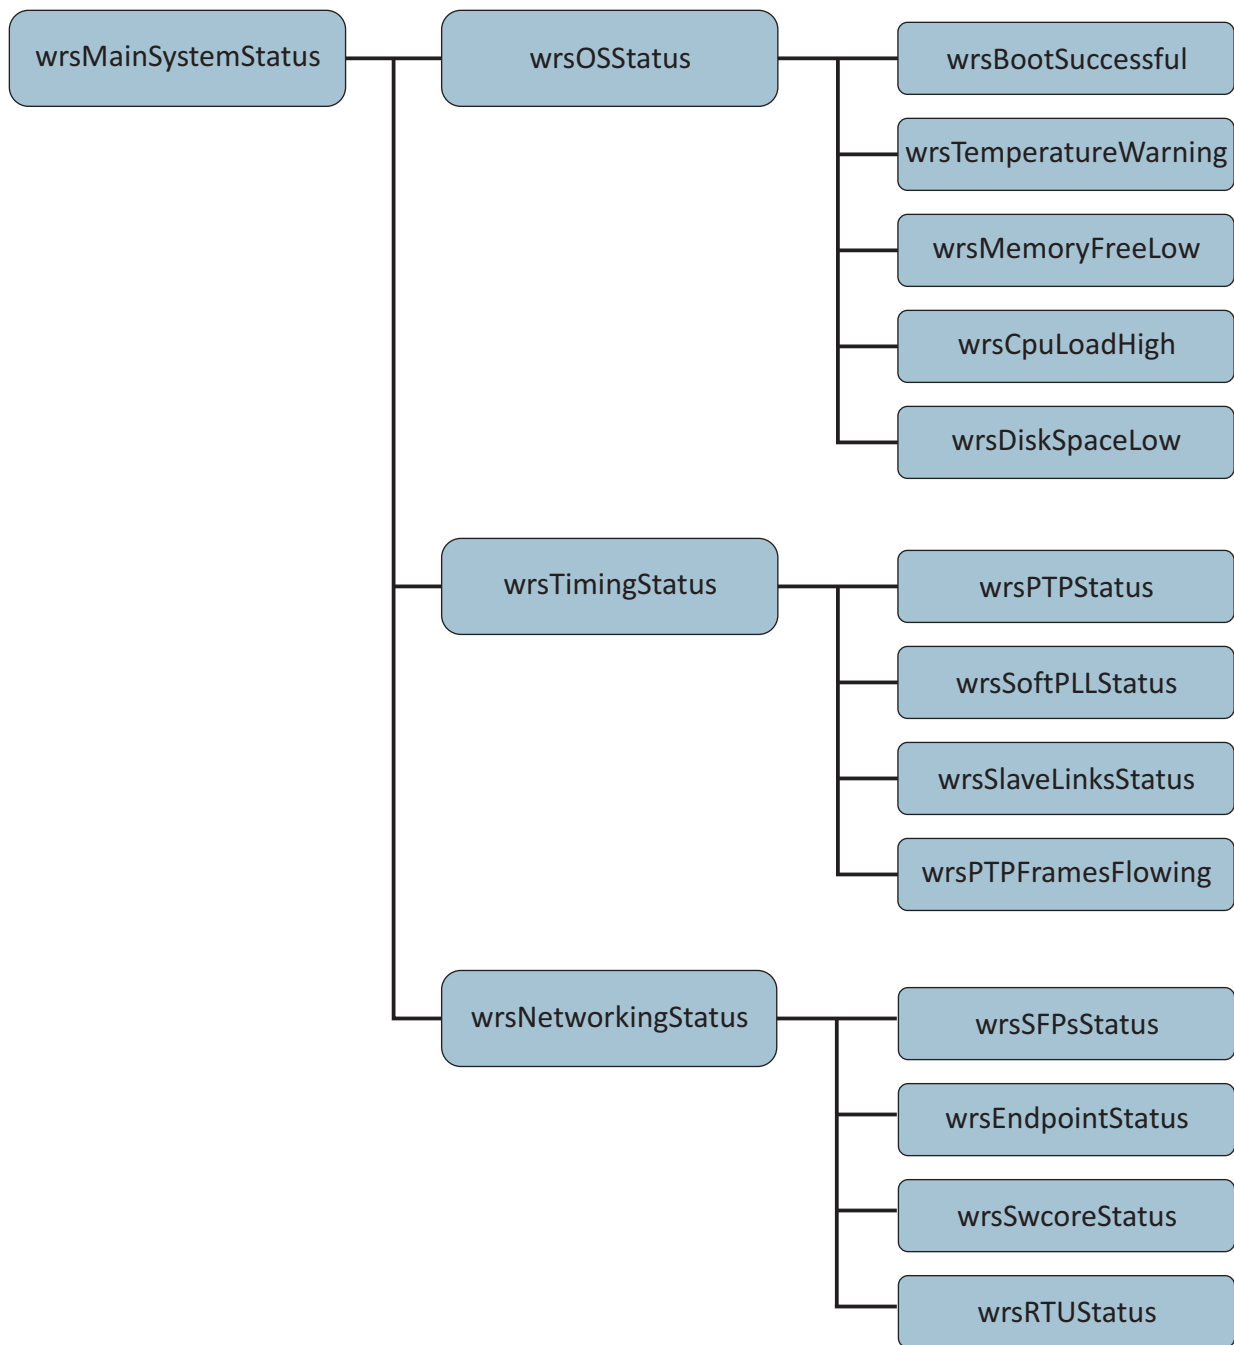 wrsMainSystemStatus
wrsOSStatus
wrsBootSuccessful
wrsTemperatureWarning
wrsMemoryFreeLow
wrsCpuLoadHigh
wrsDiskSpaceLow
wrsTimingStatus
wrsPTPStatus
wrsSoftPLLStatus
wrsSlaveLinksStatus
wrsPTPFramesFlowing
wrsNetworkingStatus
wrsSFPsStatus
wrsEndpointStatus
wrsSwcoreStatus
wrsRTUStatus